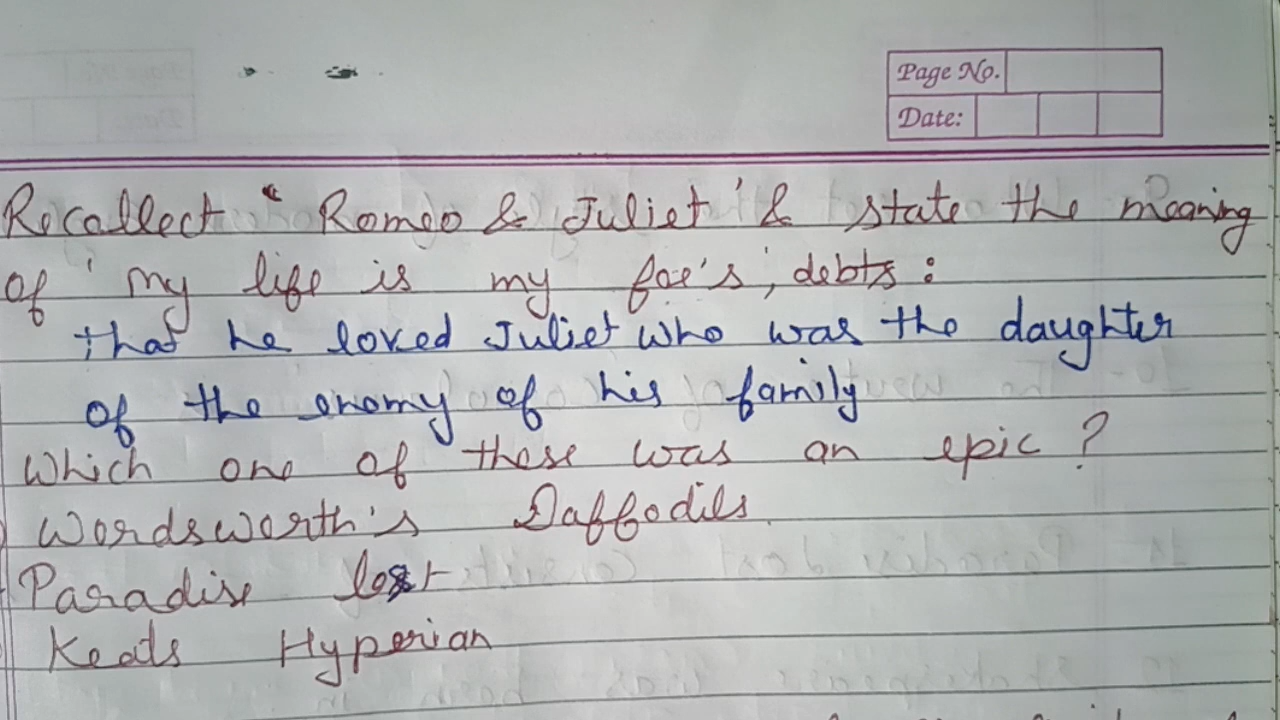 Page No.
Date:
Recollect “ Romeo & Juliet ' & state the meaning
of ' my life is my foe's ', debts :
that he loved Juliet who was the daughter
of the enemy of his family
Which one of these was an epic ?
Wordsworth's Daffodils.
Paradise lost
Keats Hyperian